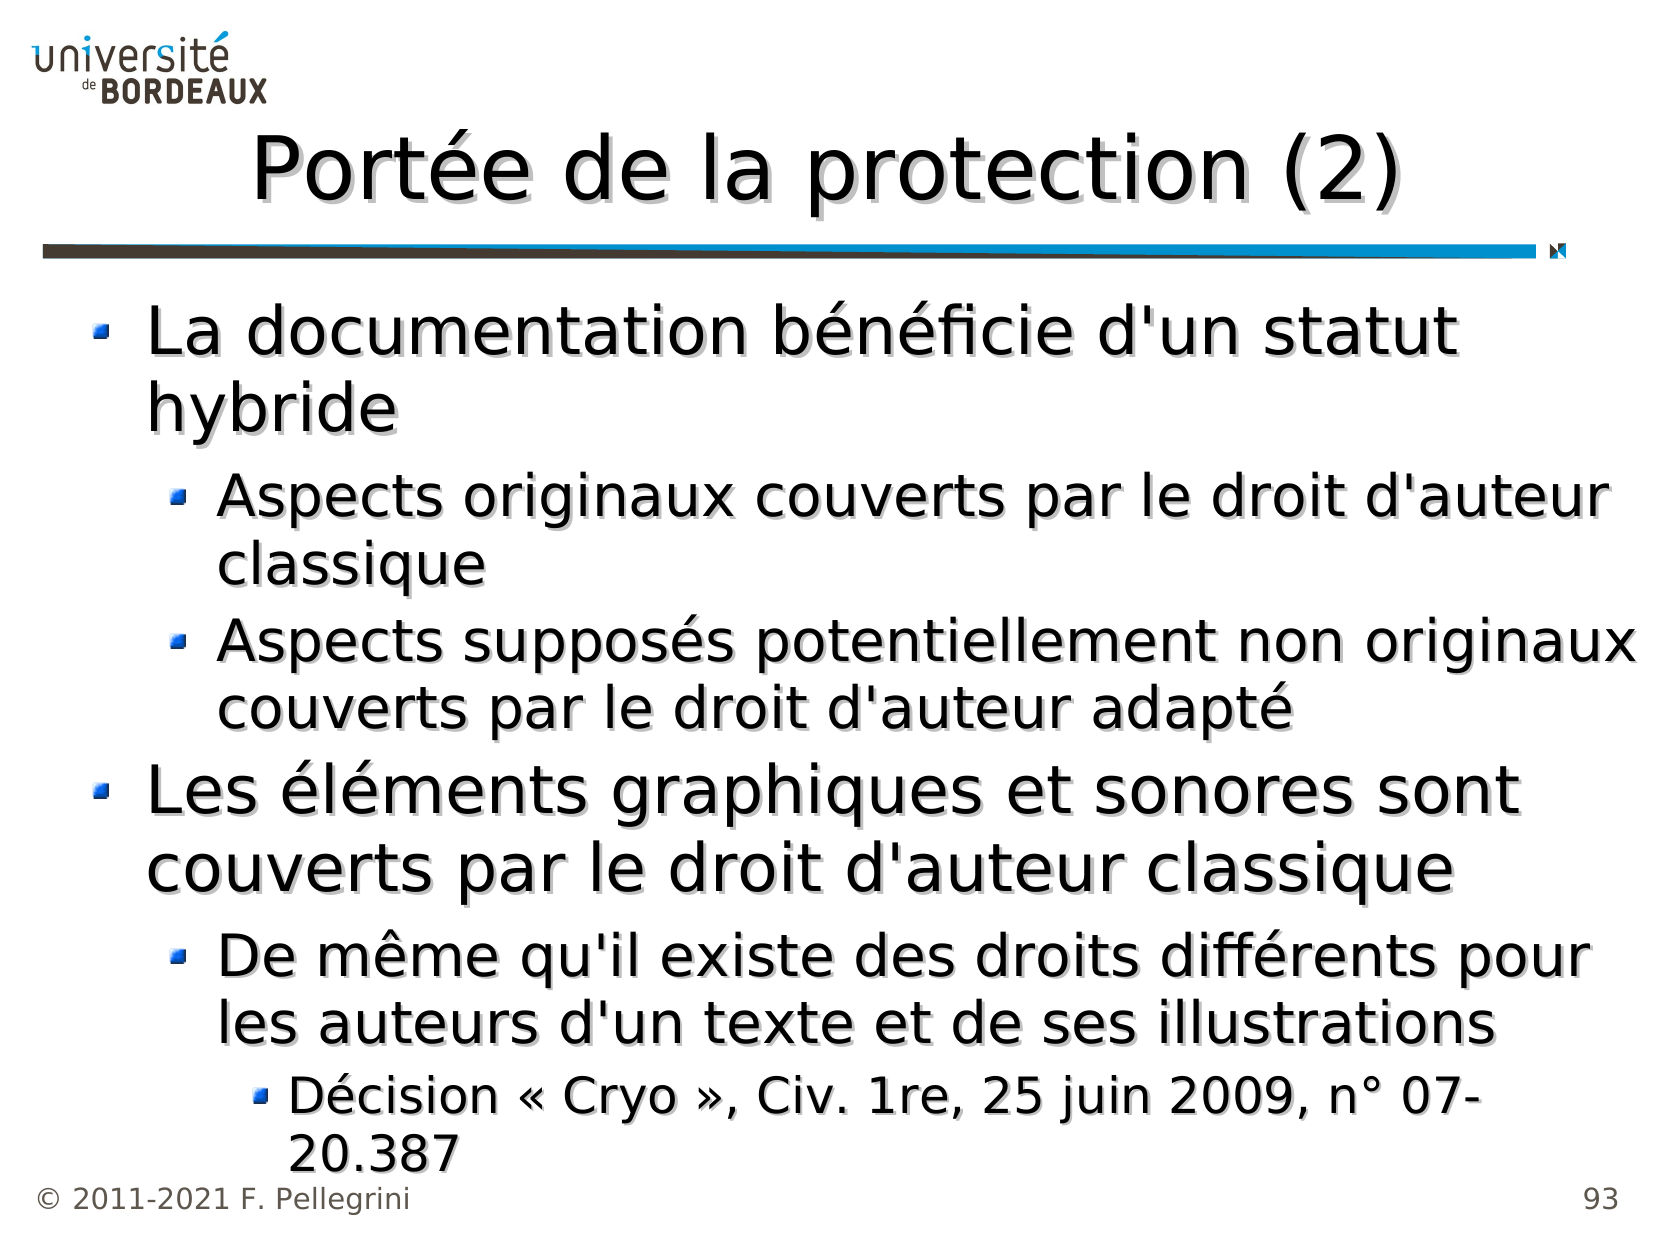 université
de BORDEAUX
Portée de la protection (2)
La documentation bénéficie d'un statut
hybride
Aspects originaux couverts par le droit d'auteur
classique
Aspects supposés potentiellement non originaux
couverts par le droit d'auteur adapté
Les éléments graphiques et sonores sont
couverts par le droit d'auteur classique
De même qu'il existe des droits différents pour
les auteurs d'un texte et de ses illustrations
Décision « Cryo », Civ. 1re, 25 juin 2009, n° 07-
20.387
© 2011-2021 F. Pellegrini
93